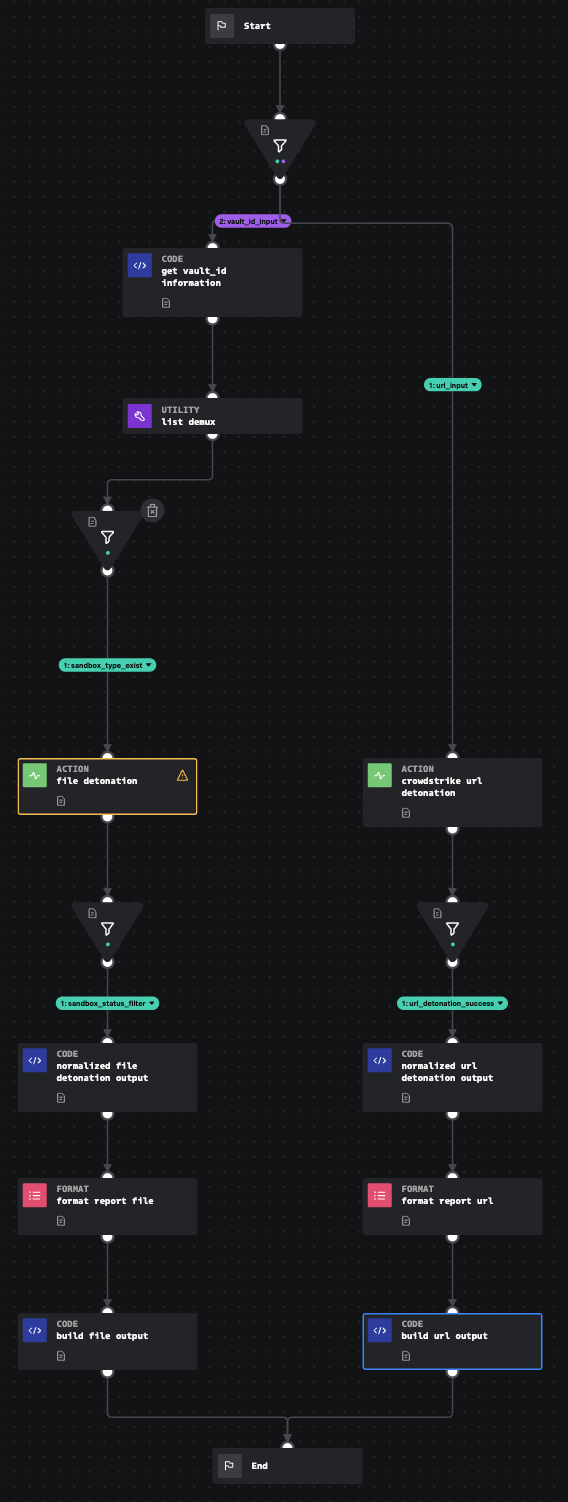 Start
2: vault_id_input
CODE
get vault_id
information
1: url_input
UTILITY
list demux
1: sandbox_type_exist
ACTION
file detonation
ACTION
crowdstrike url
detonation
1: sandbox_status_filter
1: url_detonation_success
CODE
normalized file
detonation output
CODE
normalized url
detonation output
FORMAT
format report file
FORMAT
format report url
CODE
build file output
CODE
build url output
End